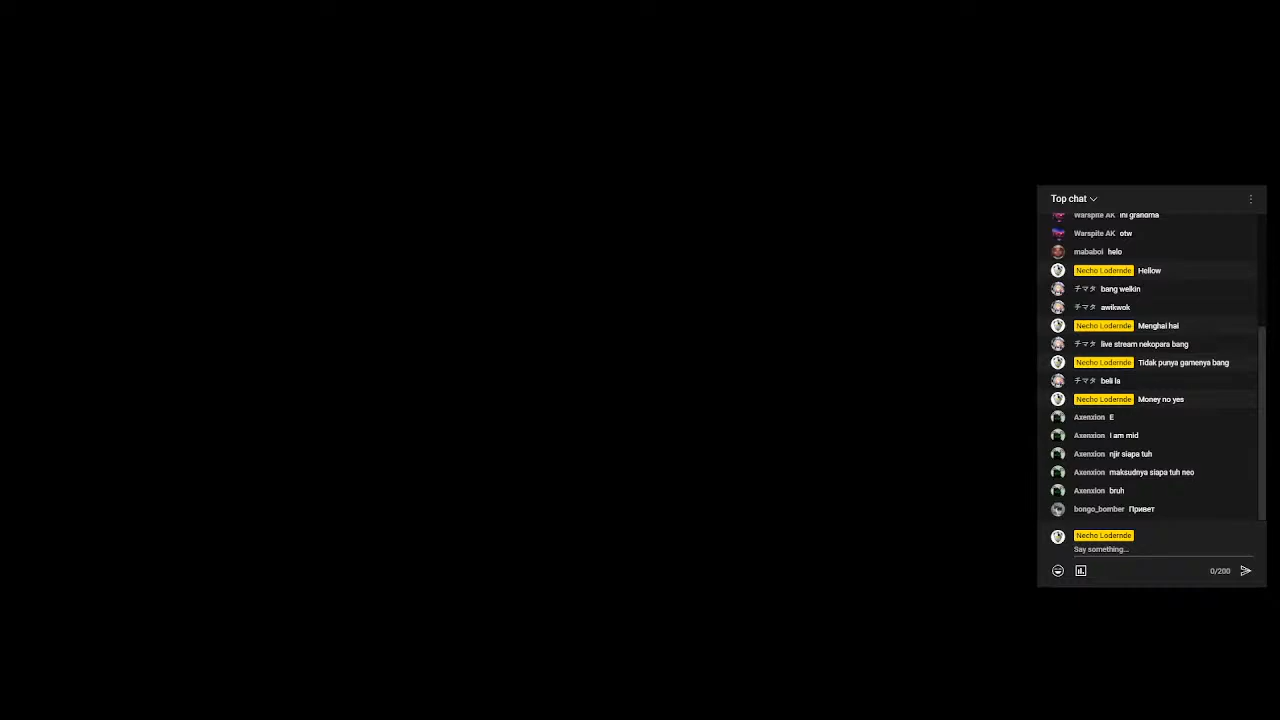 Top chat
Warspite AK ini grandma
Warspite AK otw
mababoi helo
Necho Lodernde Hellow
チマタ bang welkin
チマタ awikwok
Necho Lodernde Menghai hai
チマタ live stream nekopara bang
Necho Lodernde Tidak punya gamenya bang
チマタ beli la
Necho Lodernde Money no yes
Axenxion E
Axenxion I am mid
Axenxion njir siapa tuh
Axenxion maksudnya siapa tuh neo
Axenxion bruh
bongo_bomber Привет
Necho Lodernde
Say something...
0/200